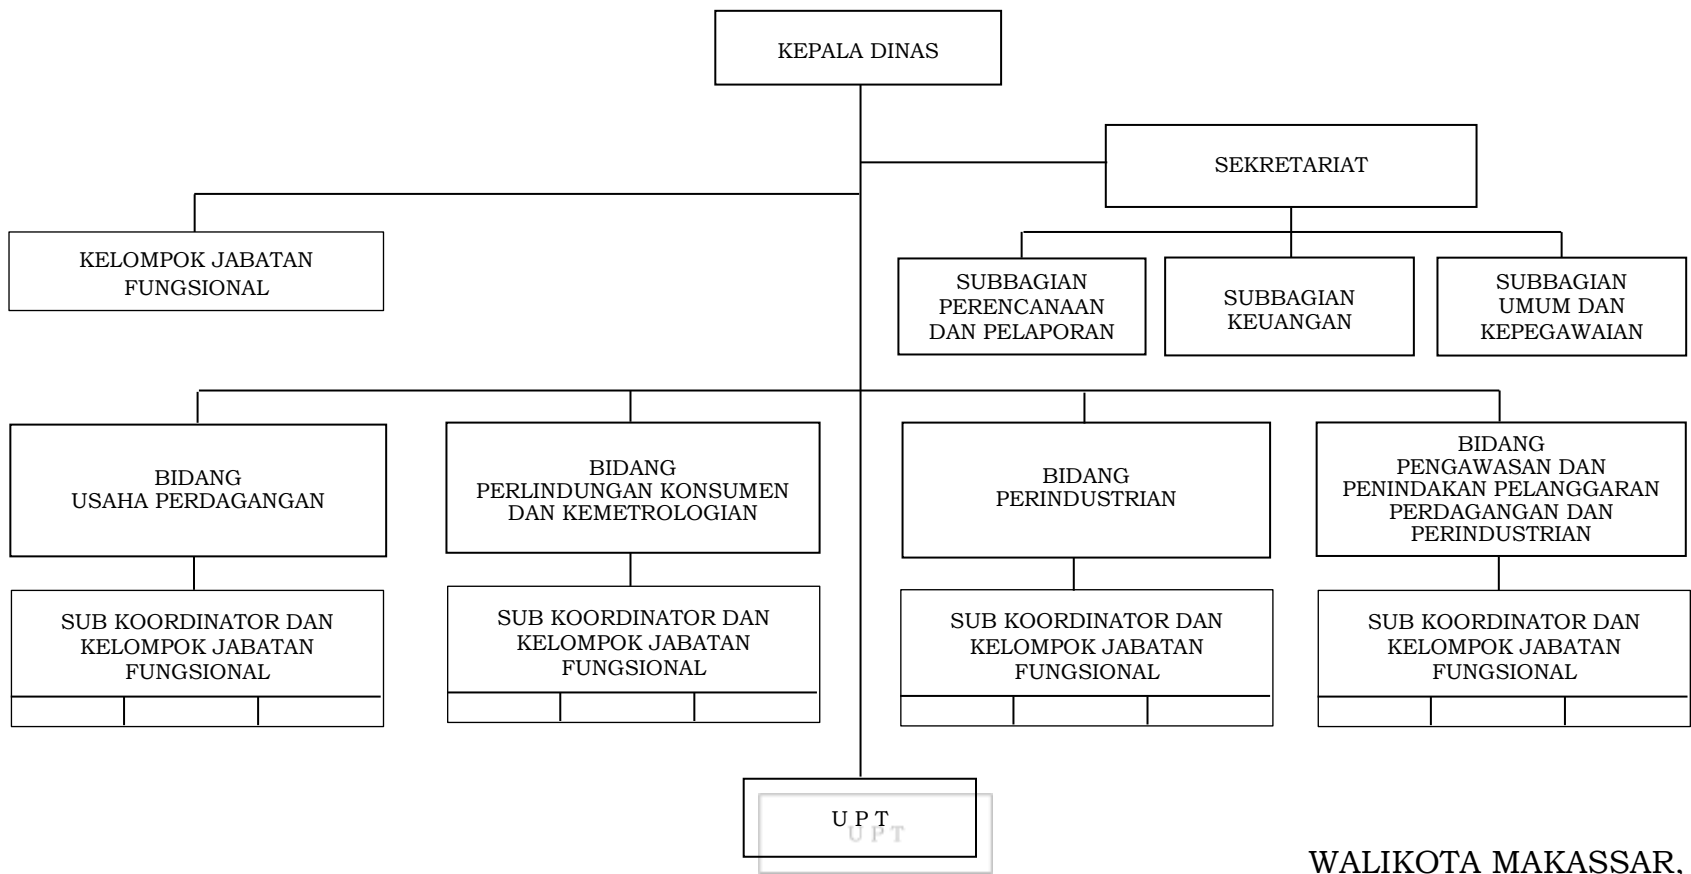 KEPALA DINAS
SEKRETARIAT
KELOMPOK JABATAN
FUNGSIONAL
SUBBAGIAN
PERENCANAAN
DAN PELAPORAN
SUBBAGIAN
KEUANGAN
SUBBAGIAN
UMUM DAN
KEPEGAWAIAN
BIDANG
USAHA PERDAGANGAN
BIDANG
PERLINDUNGAN KONSUMEN
DAN KEMETROLOGIAN
BIDANG
PERINDUSTRIAN
BIDANG
PENGAWASAN DAN
PENINDAKAN PELANGGARAN
PERDAGANGAN DAN
PERINDUSTRIAN
SUB KOORDINATOR DAN
KELOMPOK JABATAN
FUNGSIONAL
SUB KOORDINATOR DAN
KELOMPOK JABATAN
FUNGSIONAL
SUB KOORDINATOR DAN
KELOMPOK JABATAN
FUNGSIONAL
SUB KOORDINATOR DAN
KELOMPOK JABATAN
FUNGSIONAL
U P T
U P T
WALIKOTA MAKASSAR,